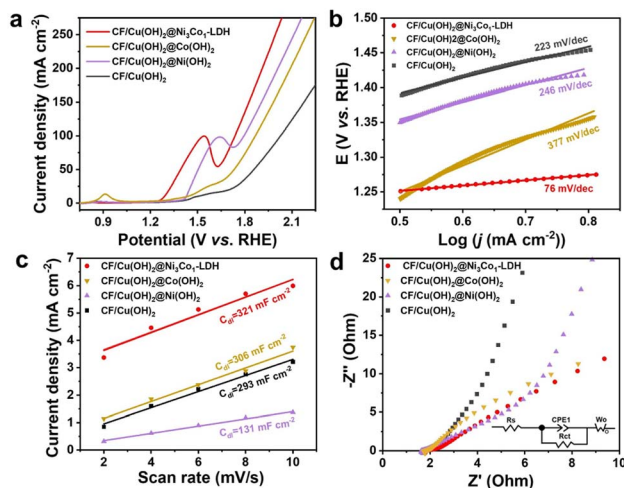 a
CF/Cu(OH)₂@Ni₃Co₁-LDH
CF/Cu(OH)₂@Co(OH)₂
CF/Cu(OH)₂@Ni(OH)₂
CF/Cu(OH)₂
250
200
150
100
50
0
0.9 1.2 1.5 1.8 2.1
Current density (mA cm⁻²)
Potential (V vs. RHE)
b
CF/Cu(OH)₂@Ni₃Co₁-LDH
CF/Cu(OH)2@Co(OH)₂
CF/Cu(OH)₂@Ni(OH)₂
CF/Cu(OH)₂
223 mV/dec
246 mV/dec
377 mV/dec
76 mV/dec
1.50
1.45
1.40
1.35
1.30
1.25
0.5 0.6 0.7 0.8
E (V vs. RHE)
Log (j (mA cm⁻²)
c
CF/Cu(OH)₂@Ni₃Co₁-LDH
CF/Cu(OH)₂@Co(OH)₂
CF/Cu(OH)₂@Ni(OH)₂
CF/Cu(OH)₂
Cdl=321 mF cm⁻²
Cdl=306 mF cm⁻²
Cdl=293 mF cm⁻²
Cdl=131 mF cm⁻²
8
7
6
5
4
3
2
1
0
2 4 6 8 10
Current density (mA cm⁻²)
Scan rate (mV/s)
d
CF/Cu(OH)₂@Ni₃Co₁-LDH
CF/Cu(OH)₂@Co(OH)₂
CF/Cu(OH)₂@Ni(OH)₂
CF/Cu(OH)₂
Rs
CPE1
Wo
Rct
25
20
15
10
5
0
2 4 6 8 10
-Z'' (Ohm)
Z' (Ohm)